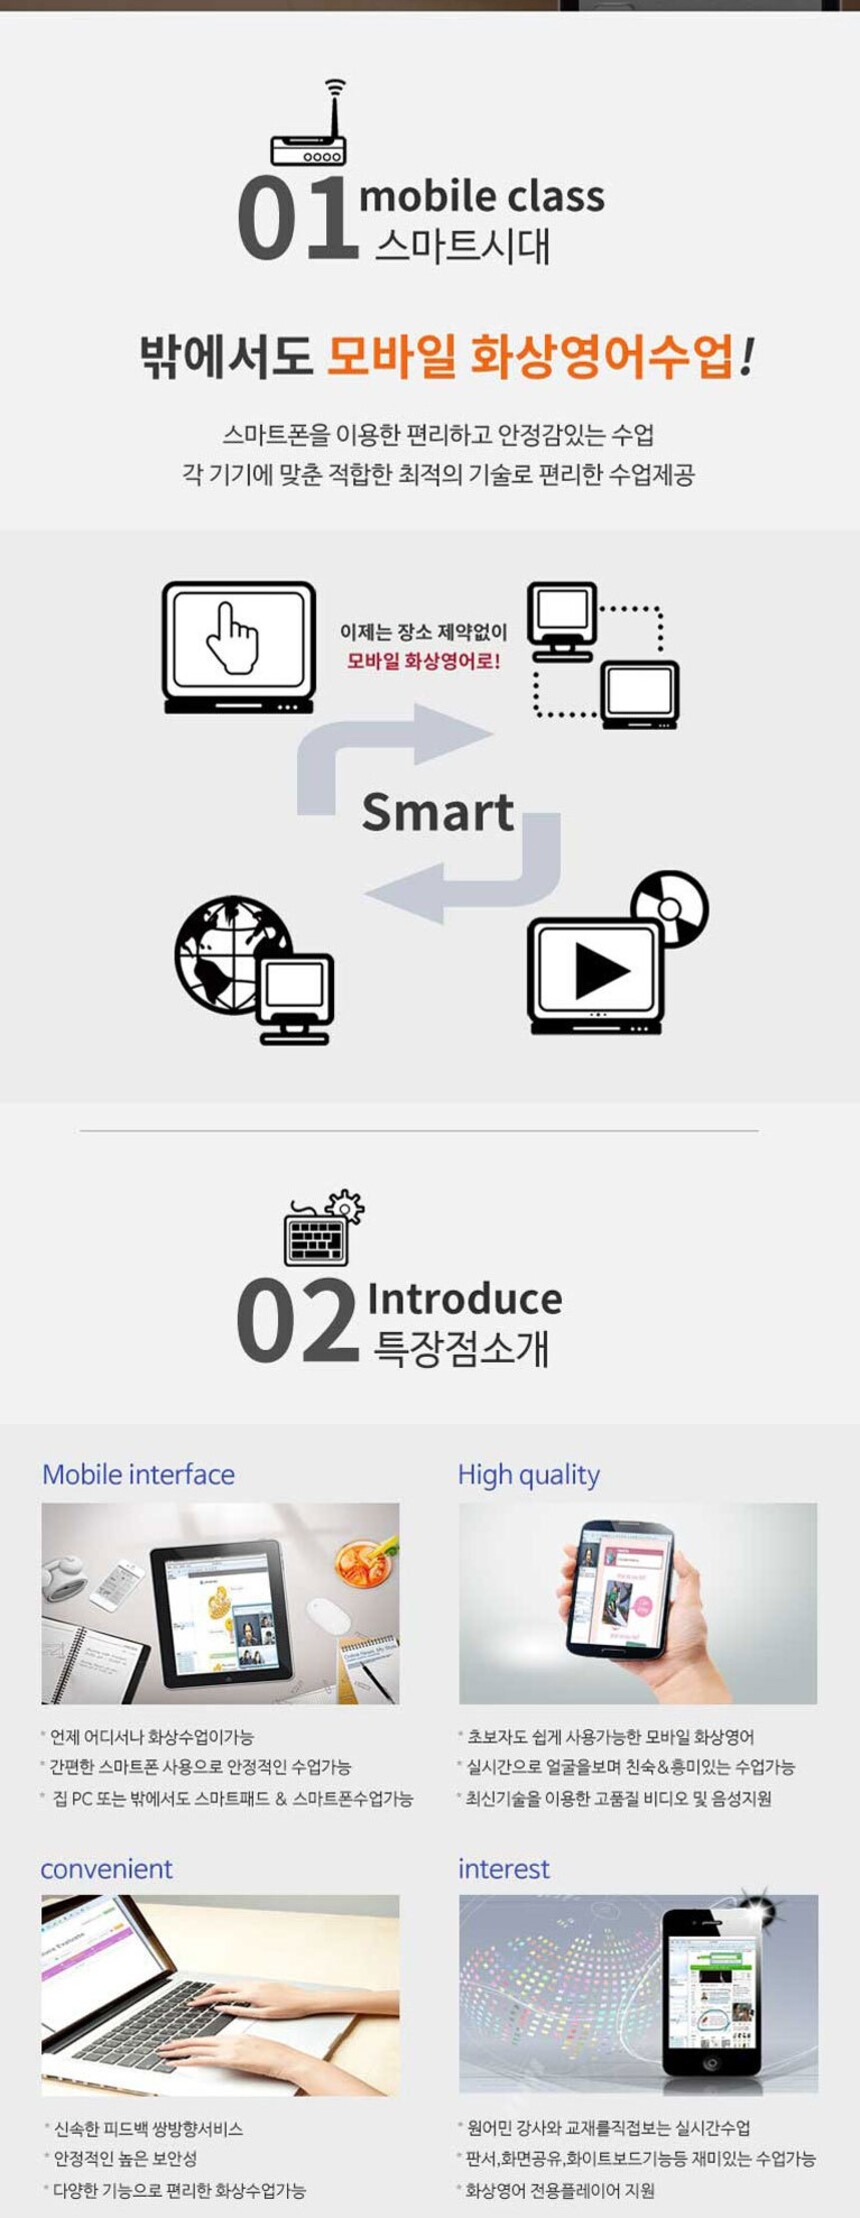 01 mobile class
스마트시대
밖에서도 모바일 화상영어수업!
스마트폰을 이용한 편리하고 안정감있는 수업
각 기기에 맞춘 적합한 최적의 기술로 편리한 수업제공
이제는 장소 제약없이
모바일 화상영어로!
Smart
02 Introduce
특장점소개
Mobile interface
* 언제 어디서나 화상수업이가능
* 간편한 스마트폰 사용으로 안정적인 수업가능
* 집 PC 또는 밖에서도 스마트패드 & 스마트폰수업가능
High quality
* 초보자도 쉽게 사용가능한 모바일 화상영어
* 실시간으로 얼굴을보며 친숙&흥미있는 수업가능
* 최신기술을 이용한 고품질 비디오 및 음성지원
convenient
* 신속한 피드백 쌍방향서비스
* 안정적인 높은 보안성
* 다양한 기능으로 편리한 화상수업가능
interest
* 원어민 강사와 교재를직접보는 실시간수업
* 판서,화면공유,화이트보드기능등 재미있는 수업가능
* 화상영어 전용플레이어 지원